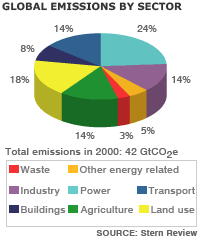 GLOBAL EMISSIONS BY SECTOR
14% 24%
8%
18% 14%
5%
14% 3%
Total emissions in 2000: 42 GtCO2e
Waste Other energy related
Industry Power Transport
Buildings Agriculture Land use
SOURCE: Stern Review